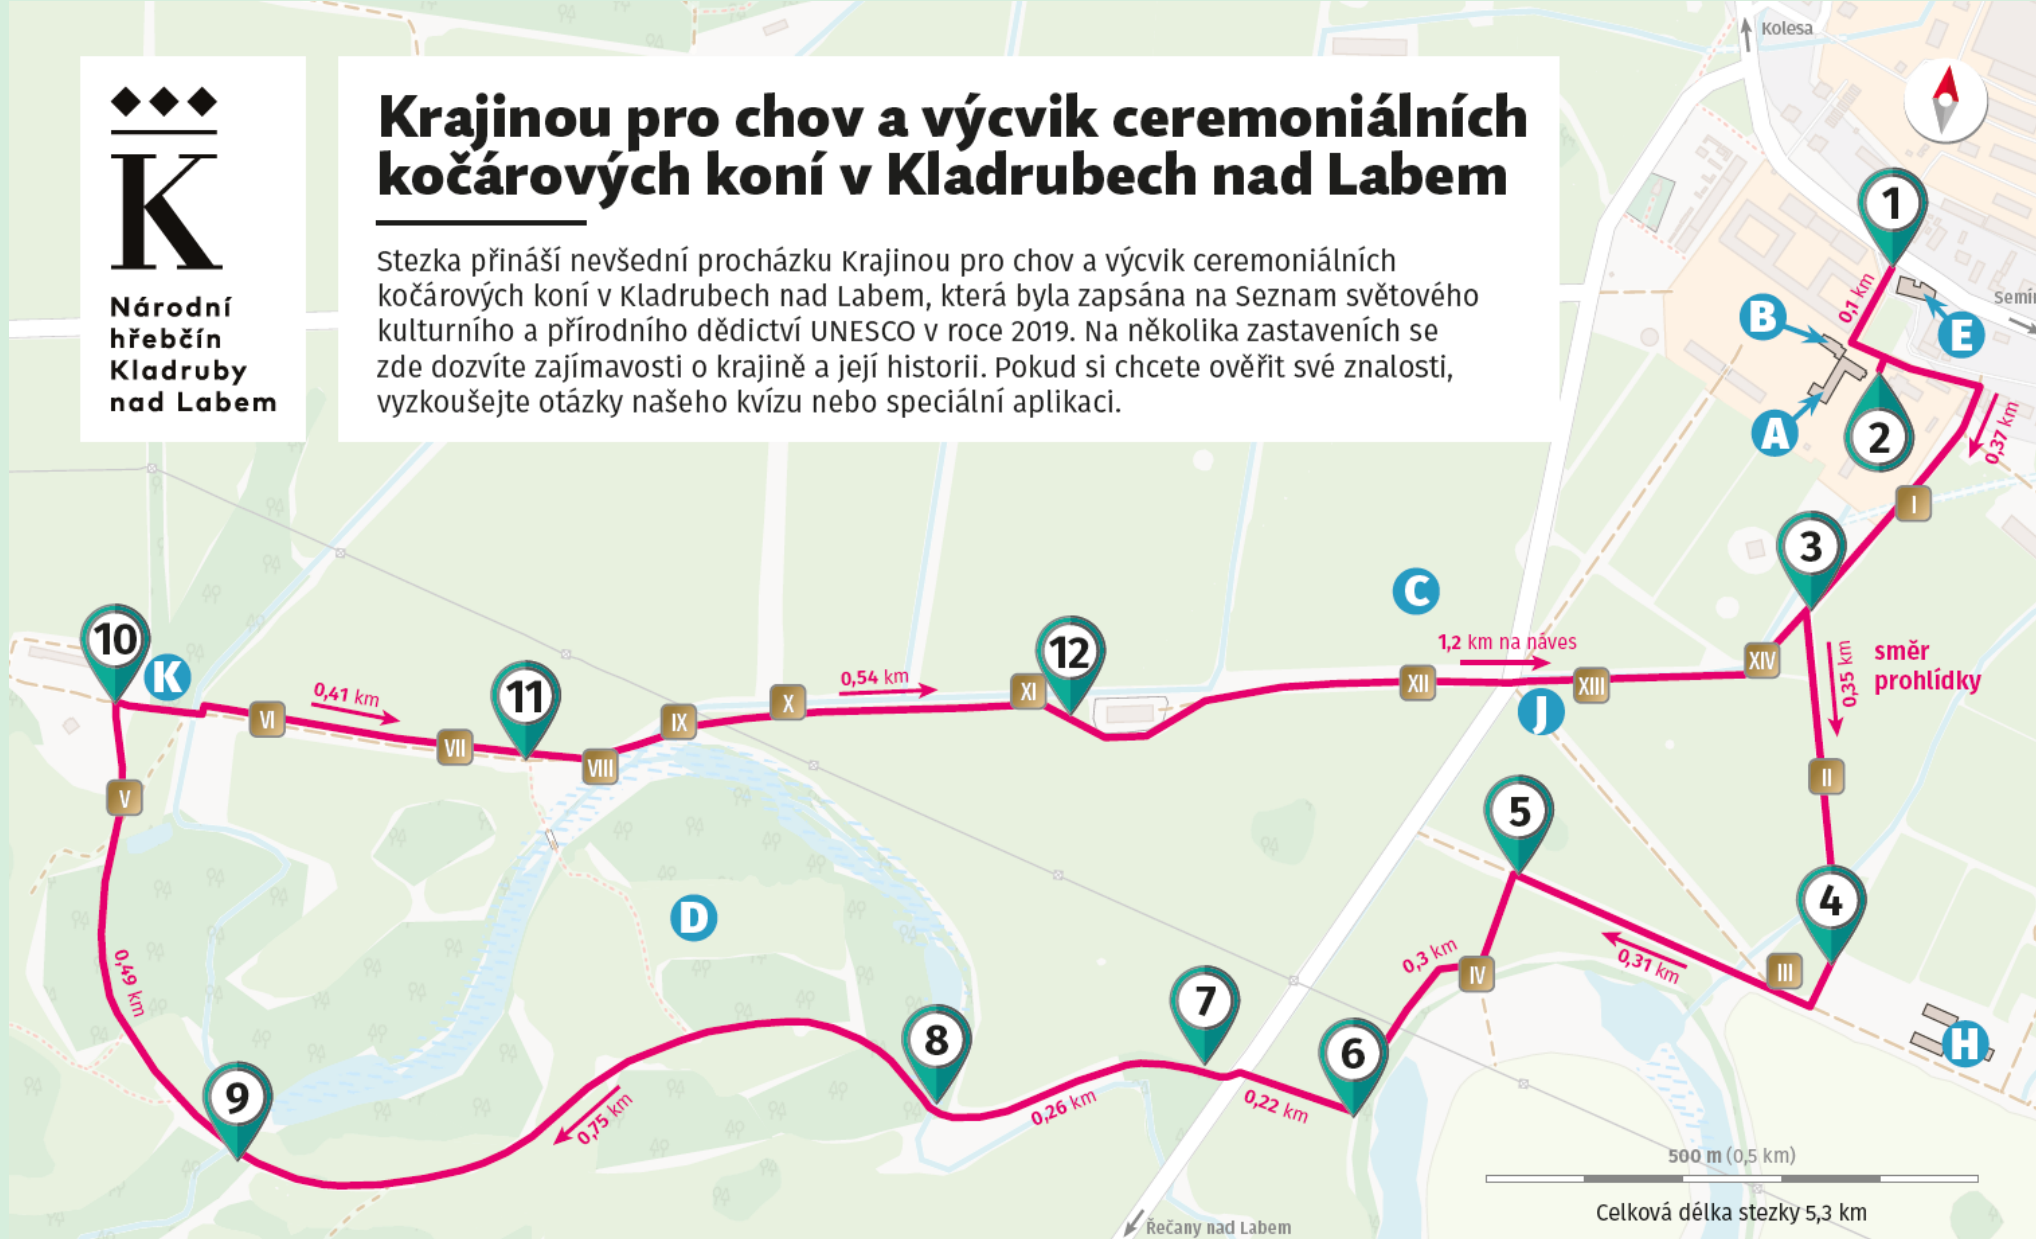 Kolesa
K
Národní
hřebčín
Kladruby
nad Labem
Krajinou pro chov a výcvik ceremoniálních
kočárových koní v Kladrubech nad Labem
Stezka přináší nevšední procházku Krajinou pro chov a výcvik ceremoniálních
kočárových koní v Kladrubech nad Labem, která byla zapsána na Seznam světového
kulturního a přírodního dědictví UNESCO v roce 2019. Na několika zastaveních se
zde dozvíte zajímavosti o krajině a její historii. Pokud si chcete ověřit své znalosti,
vyzkoušejte otázky našeho kvízu nebo speciální aplikaci.
1
0,1 km
Semín
B
E
A
2
0,37 km
I
3
C
10
K
11
12
1,2 km na náves
směr
prohlídky
0,35 km
0,41 km
0,54 km
VI
VII
VIII
IX
X
XI
XII
XIII
XIV
J
II
V
5
4
D
0,49 km
0,3 km
IV
0,31 km
III
H
7
6
8
9
0,75 km
0,26 km
0,22 km
500 m (0,5 km)
Celková délka stezky 5,3 km
Řečany nad Labem